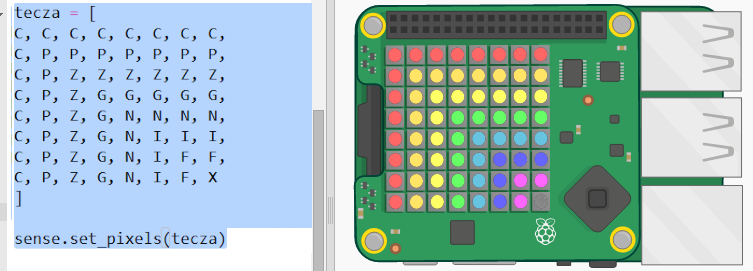 tecza = [
C, C, C, C, C, C, C, C,
C, P, P, P, P, P, P, P,
C, P, Z, Z, Z, Z, Z, Z,
C, P, Z, G, G, G, G, G,
C, P, Z, G, N, N, N, N,
C, P, Z, G, N, I, I, I,
C, P, Z, G, N, I, F, F,
C, P, Z, G, N, I, F, X
]
sense.set_pixels(tecza)